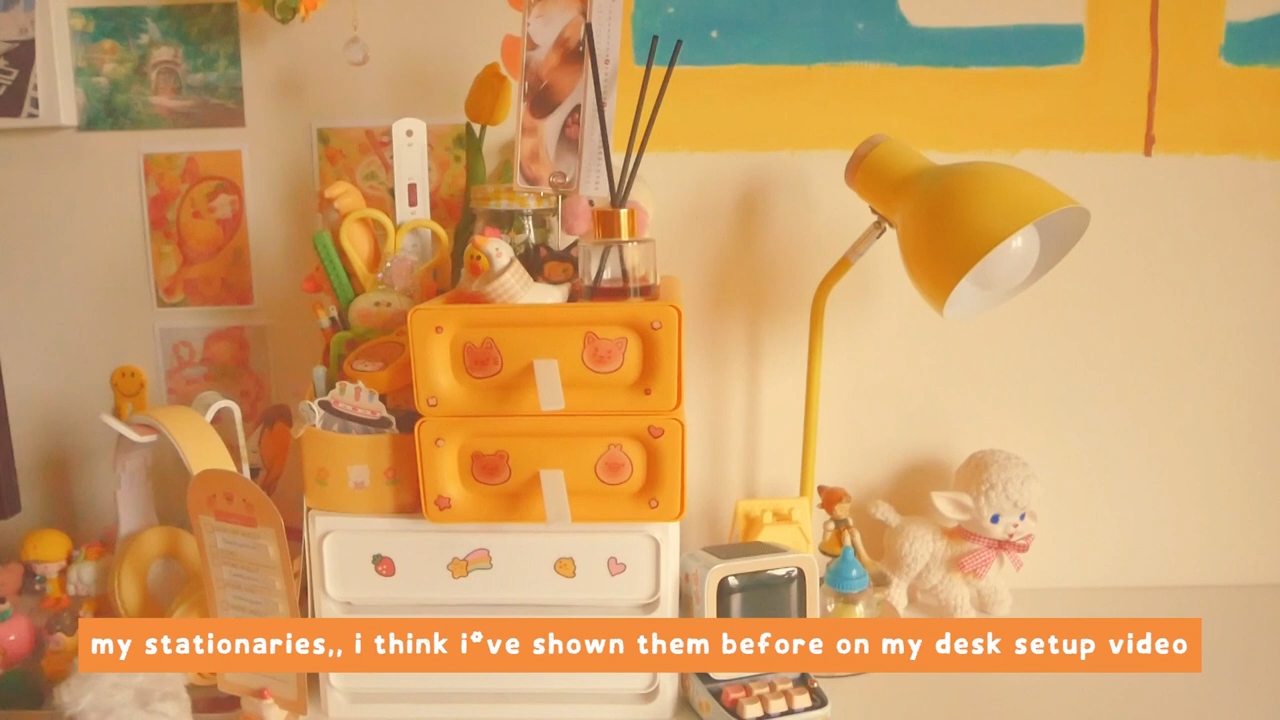 my stationaries,, i think i°ve shown them before on my desk setup video